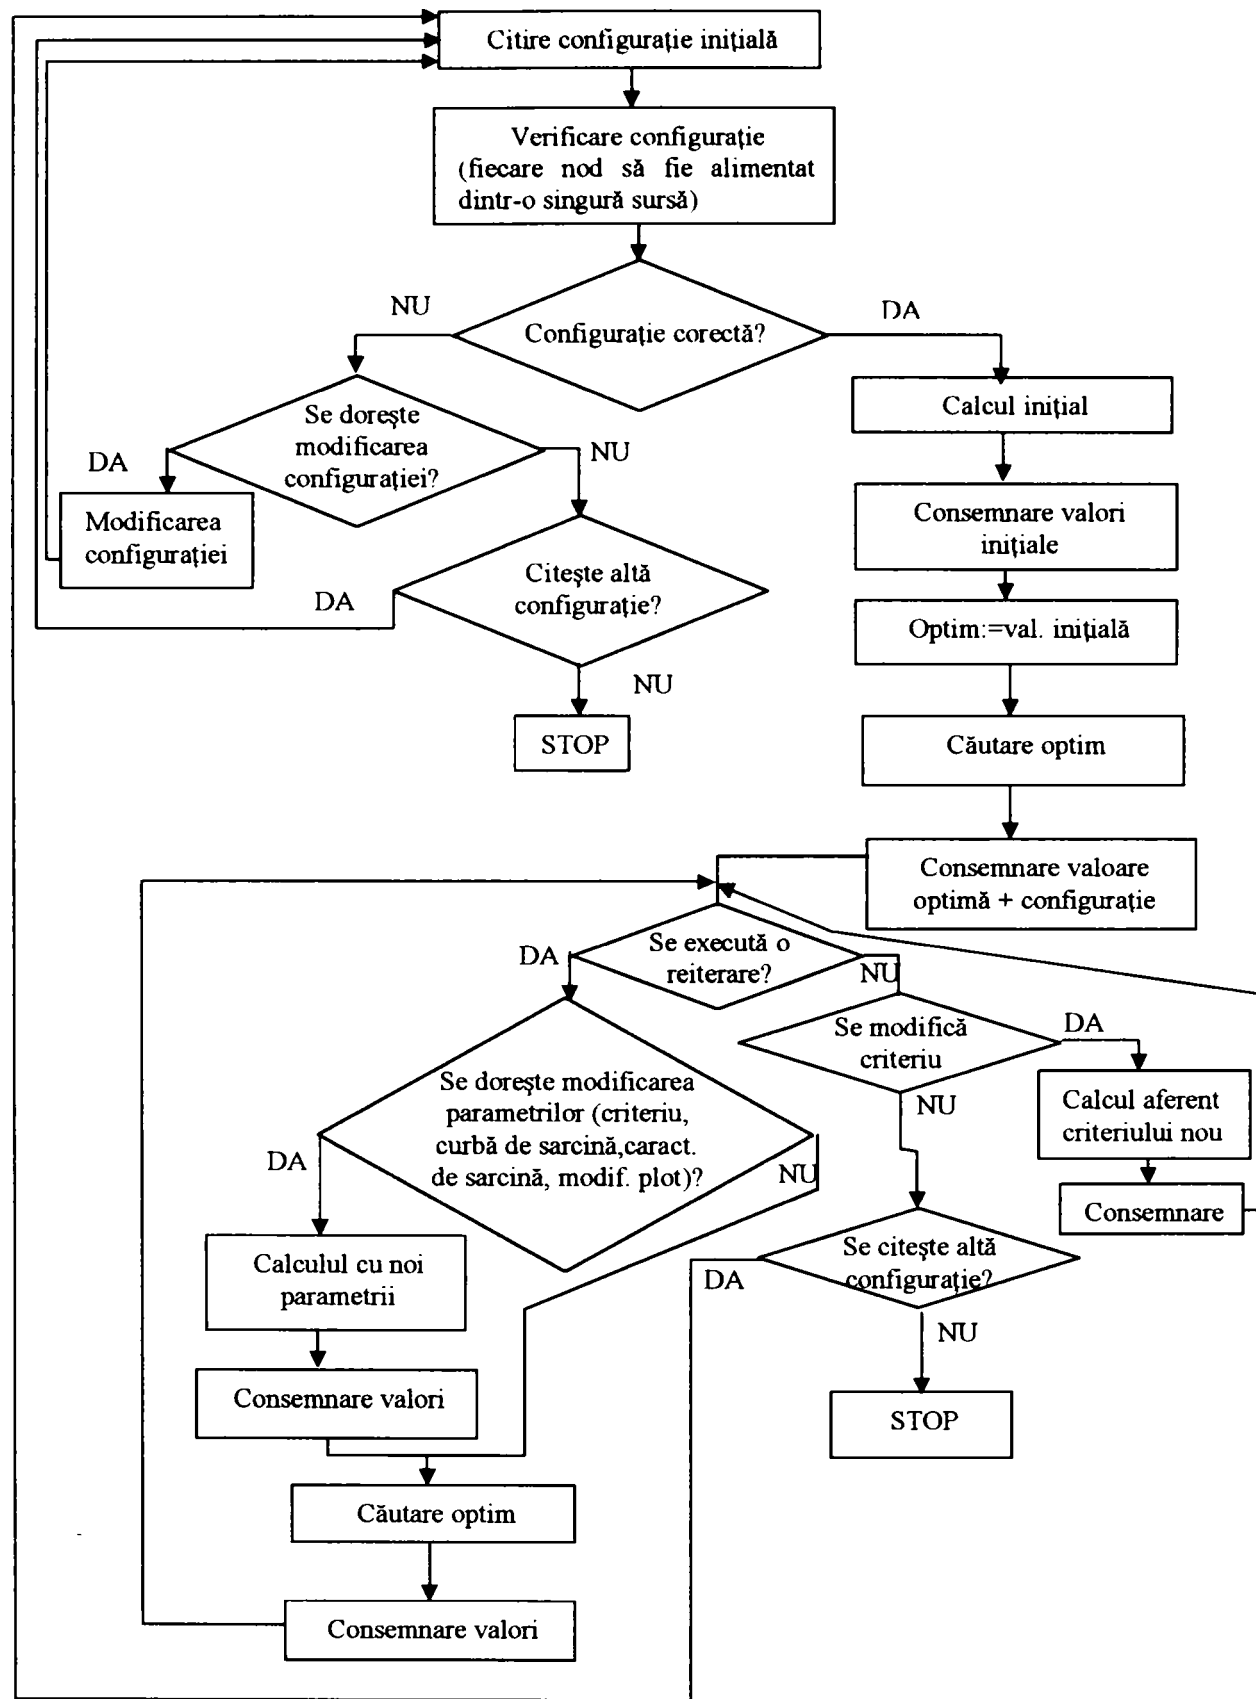 Citire configurație inițială
Verificare configurație
(fiecare nod să fie alimentat
dintr-o singură sursă)
NU
DA
Configurație corectă?
Calcul inițial
Se dorește
modificarea
configurației?
DA
NU
Modificarea
configurației
Consemnare valori
inițiale
Citește altă
configurație?
DA
Optim:=val. inițială
NU
STOP
Căutare optim
Consemnare valoare
optimă + configurație
Se execută o
reiterare?
DA
NU
Se modifică
criteriu
DA
Se dorește modificarea
parametrilor (criteriu,
curbă de sarcină,caract.
de sarcină, modif. plot)?
DA
NU
NU
Calcul aferent
criteriului nou
Consemnare
Se citește altă
configurație?
DA
NU
Calculul cu noi
parametrii
Consemnare valori
STOP
Căutare optim
Consemnare valori